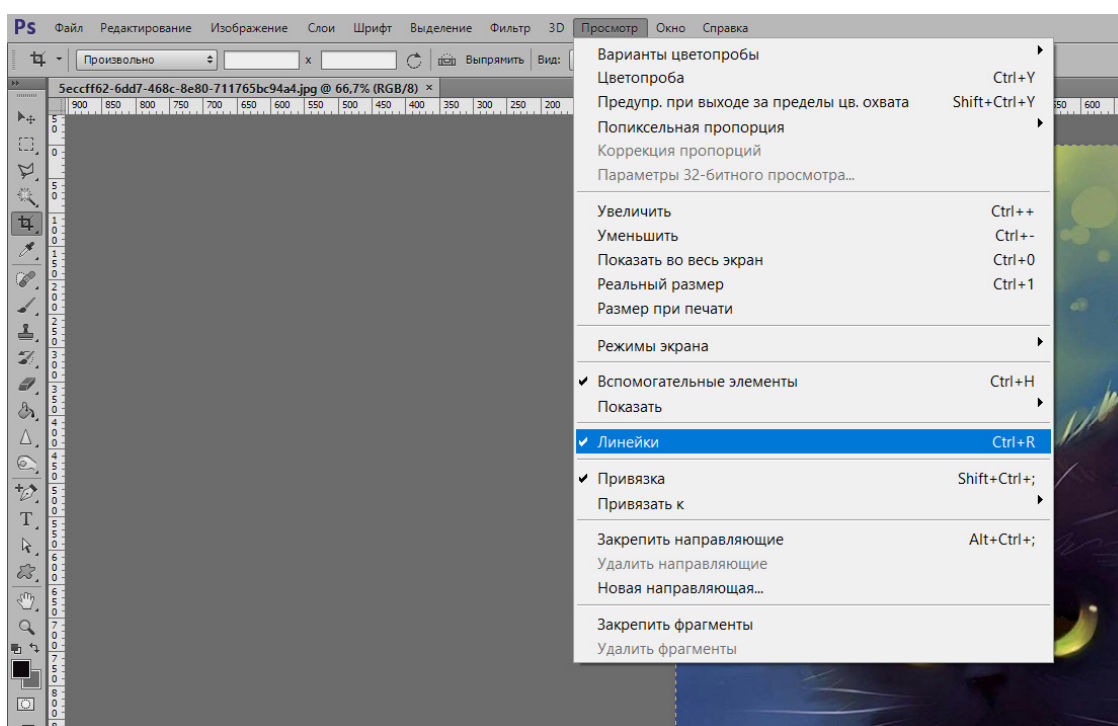 Ps Файл Редактирование Изображение Слои Шрифт Выделение Фильтр 3D Просмотр Окно Справка
Произвольно x Выпрямить Вид:
5eccff62-6dd7-468c-8e80-711765bc94a4.jpg @ 66,7% (RGB/8) ×
900 850 800 750 700 650 600 550 500 450 400 350 300 250 200 600
Варианты цветопробы
Цветопроба Ctrl+Y
Предупр. при выходе за пределы цв. охвата Shift+Ctrl+Y
Попиксельная пропорция
Коррекция пропорций
Параметры 32-битного просмотра...
Увеличить Ctrl++
Уменьшить Ctrl+-
Показать во весь экран Ctrl+0
Реальный размер Ctrl+1
Размер при печати
Режимы экрана
Вспомогательные элементы Ctrl+H
Показать
Линейки Ctrl+R
Привязка Shift+Ctrl+;
Привязать к
Закрепить направляющие Alt+Ctrl+;
Удалить направляющие
Новая направляющая...
Закрепить фрагменты
Удалить фрагменты